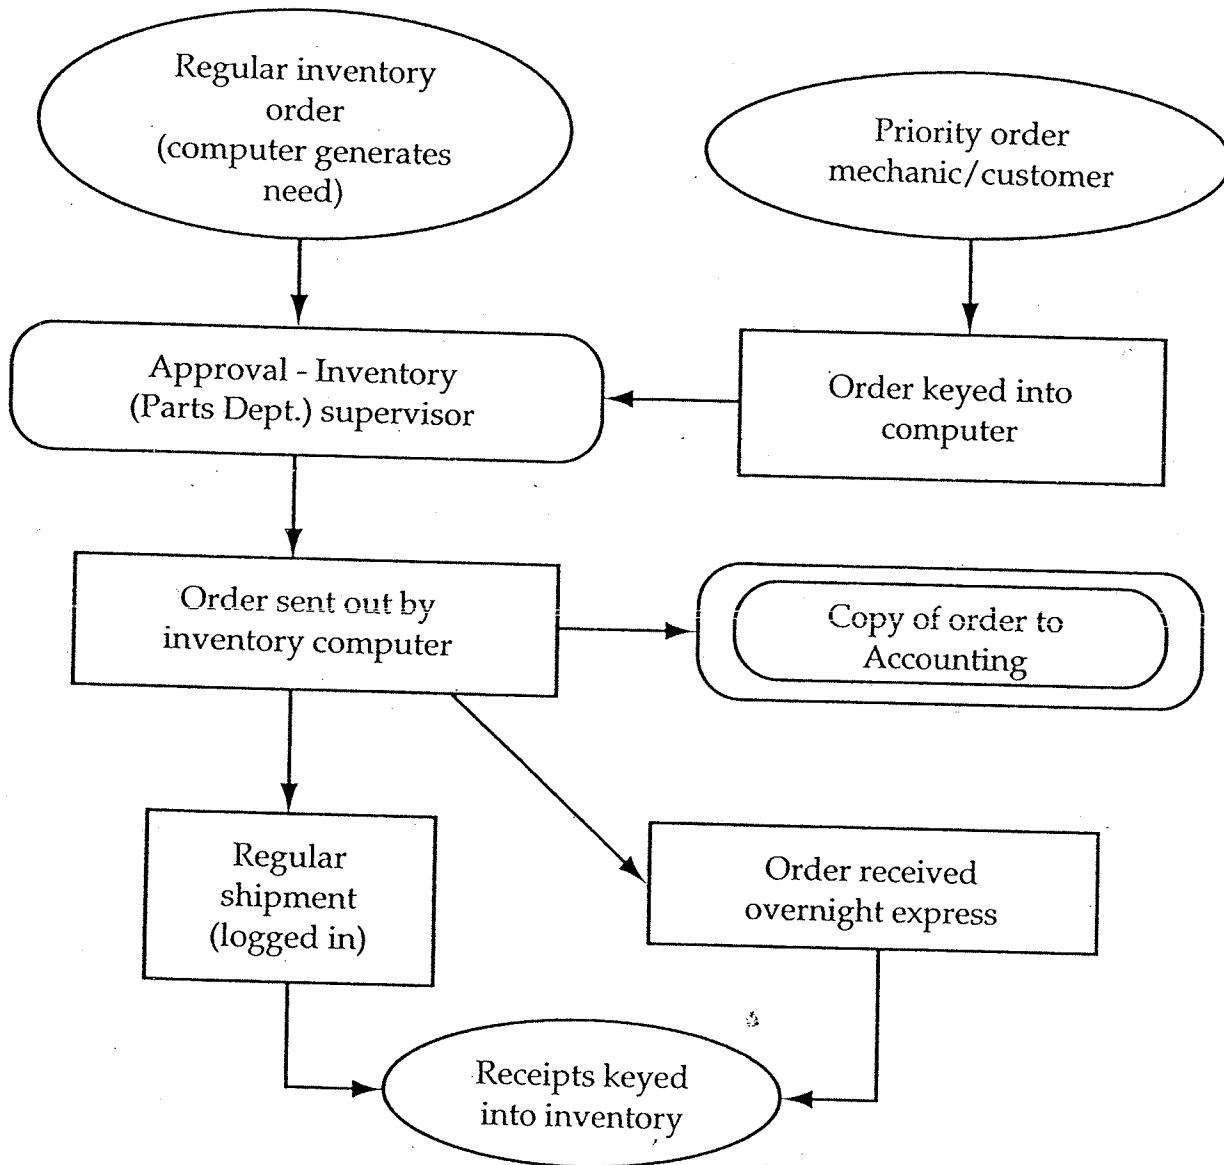 Regular inventory
order
(computer generates
need)
Priority order
mechanic/customer
Approval - Inventory
(Parts Dept.) supervisor
Order keyed into
computer
Order sent out by
inventory computer
Copy of order to
Accounting
Regular
shipment
(logged in)
Order received
overnight express
Receipts keyed
into inventory